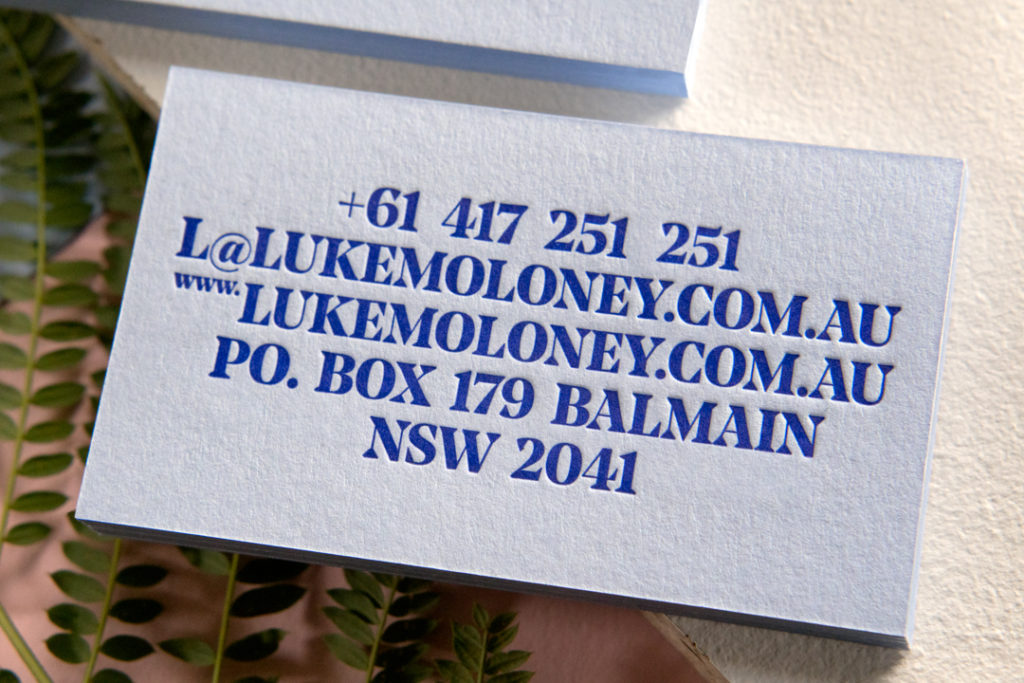 +61 417 251 251
L@LUKEMOLONEY.COM.AU
www.LUKEMOLONEY.COM.AU
PO. BOX 179 BALMAIN
NSW 2041